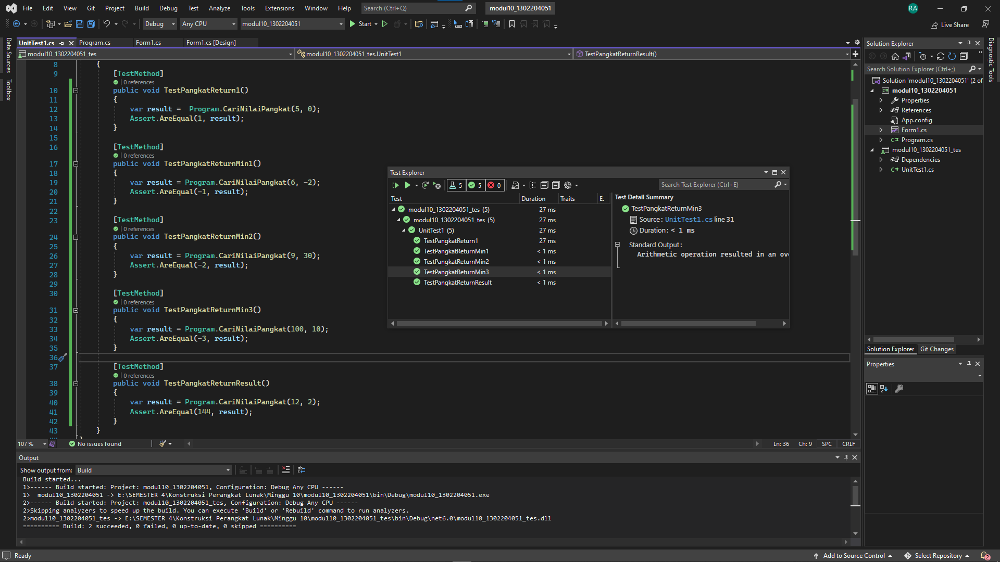 File Edit View Git Project Build Debug Test Analyze Tools Extensions Window Help Search (Ctrl+Q) modul10_1302204051 RA
Debug Any CPU modul10_1302204051 Start Live Share
UnitTest1.cs Program.cs Form1.cs Form1.cs [Design]
modul10_1302204051_tes modul10_1302204051_tes.UnitTest1 TestPangkatReturnResult()
Data Sources
Toolbox
8 {
9 [TestMethod]
0 references
10 public void TestPangkatReturn1()
11 {
12 var result =  Program.CariNilaiPangkat(5, 0);
13 Assert.AreEqual(1, result);
14 }
15
16 [TestMethod]
0 references
17 public void TestPangkatReturnMin1()
18 {
19 var result = Program.CariNilaiPangkat(6, -2);
20 Assert.AreEqual(-1, result);
21 }
22
23 [TestMethod]
0 references
24 public void TestPangkatReturnMin2()
25 {
26 var result = Program.CariNilaiPangkat(9, 30);
27 Assert.AreEqual(-2, result);
28 }
29
30 [TestMethod]
0 references
31 public void TestPangkatReturnMin3()
32 {
33 var result = Program.CariNilaiPangkat(100, 10);
34 Assert.AreEqual(-3, result);
35 }
36
37 [TestMethod]
0 references
38 public void TestPangkatReturnResult()
39 {
40 var result = Program.CariNilaiPangkat(12, 2);
41 Assert.AreEqual(144, result);
42 }
43 }
107 % No issues found Ln: 36 Ch: 9 SPC CRLF
Test Explorer
5 5 0 Search Test Explorer (Ctrl+E)
Test Duration Traits E.
modul10_1302204051_tes (5) 27 ms
modul10_1302204051_tes (5) 27 ms
UnitTest1 (5) 27 ms
TestPangkatReturn1 27 ms
TestPangkatReturnMin1 < 1 ms
TestPangkatReturnMin2 < 1 ms
TestPangkatReturnMin3 < 1 ms
TestPangkatReturnResult < 1 ms
Test Detail Summary
TestPangkatReturnMin3
Source: UnitTest1.cs line 31
Duration: < 1 ms
Standard Output:
Arithmetic operation resulted in an
Solution Explorer
Search Solution Explorer (Ctrl+;)
Solution 'modul10_1302204051' (2 of
modul10_1302204051
Properties
References
App.config
Form1.cs
C# Program.cs
modul10_1302204051_tes
Dependencies
C# UnitTest1.cs
Solution Explorer Git Changes
Properties
Diagnostic Tools
Output
Show output from: Build
Build started...
1>------ Build started: Project: modul10_1302204051, Configuration: Debug Any CPU ------
1>  modul10_1302204051 -> E:\SEMESTER 4\Konstruksi Perangkat Lunak\Minggu 10\modul10_1302204051\bin\Debug\modul10_1302204051.exe
2>------ Build started: Project: modul10_1302204051_tes, Configuration: Debug Any CPU ------
2>Skipping analyzers to speed up the build. You can execute 'Build' or 'Rebuild' command to run analyzers.
2>modul10_1302204051_tes -> E:\SEMESTER 4\Konstruksi Perangkat Lunak\Minggu 10\modul10_1302204051_tes\bin\Debug\net6.0\modul10_1302204051_tes.dll
========== Build: 2 succeeded, 0 failed, 0 up-to-date, 0 skipped ==========
Ready Add to Source Control Select Repository 2